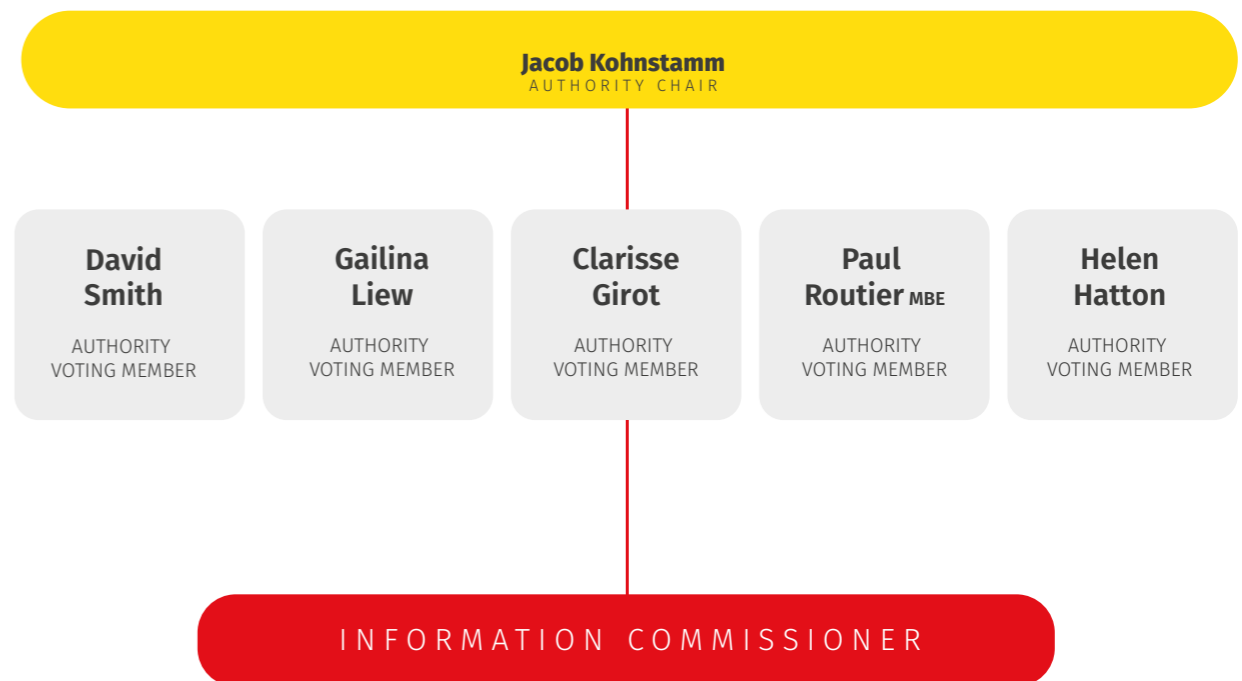 Jacob Kohnstamm
AUTHORITY CHAIR
David
Smith
AUTHORITY
VOTING MEMBER
Gailina
Liew
AUTHORITY
VOTING MEMBER
Clarisse
Girot
AUTHORITY
VOTING MEMBER
Paul
Routier MBE
AUTHORITY
VOTING MEMBER
Helen
Hatton
AUTHORITY
VOTING MEMBER
INFORMATION COMMISSIONER